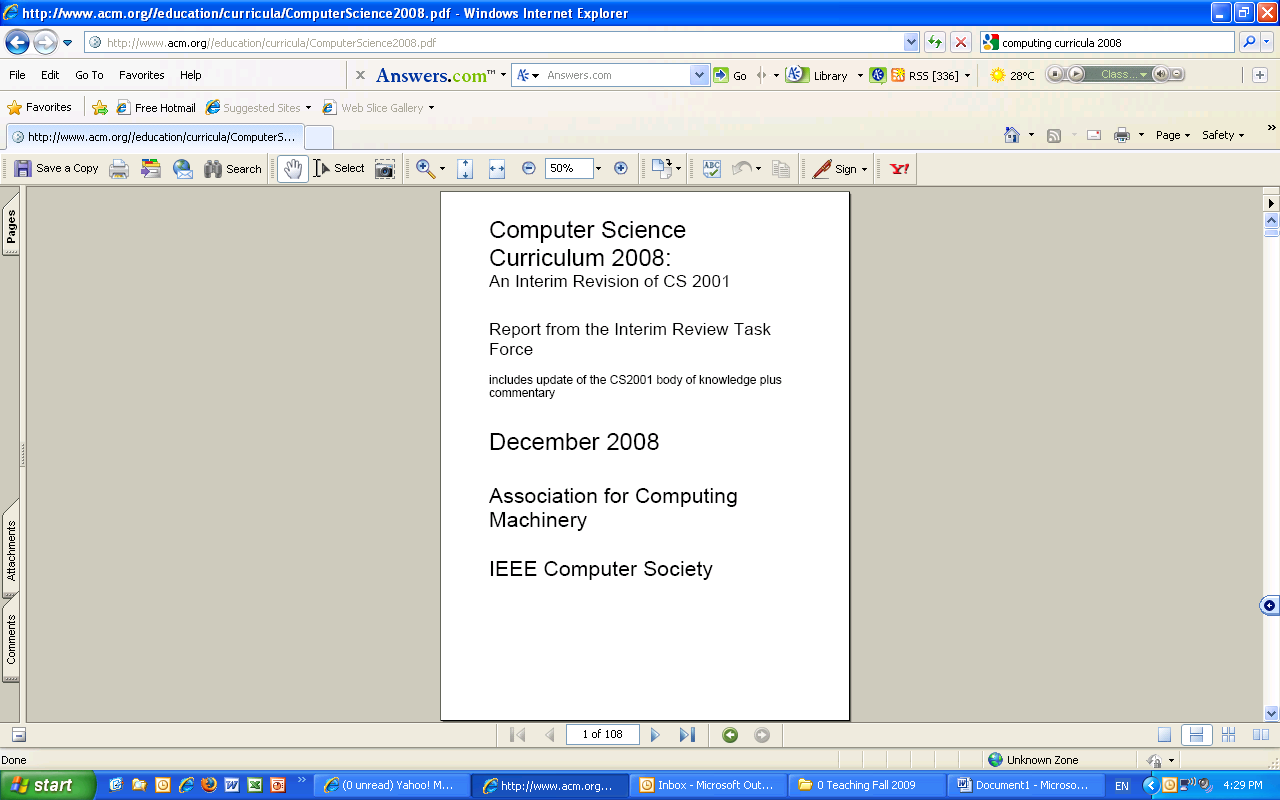 http://www.acm.org//education/curricula/ComputerScience2008.pdf - Windows Internet Explorer
http://www.acm.org//education/curricula/ComputerScience2008.pdf computing curricula 2008
File Edit Go To Favorites Help Answers.com™ Answers.com Go Library RSS [336] 28°C Class...
Favorites Free Hotmail Suggested Sites Web Slice Gallery
http://www.acm.org//education/curricula/ComputerS... Page Safety
Save a Copy Search Select 50% Sign Y!
Pages
Computer Science
Curriculum 2008:
An Interim Revision of CS 2001
Report from the Interim Review Task
Force
includes update of the CS2001 body of knowledge plus
commentary
December 2008
Association for Computing
Machinery
IEEE Computer Society
Attachments
Comments
1 of 108
Done Unknown Zone
start (0 unread) Yahoo! M... http://www.acm.org... Inbox - Microsoft Out... 0 Teaching Fall 2009 Document1 - Microso... EN 4:29 PM